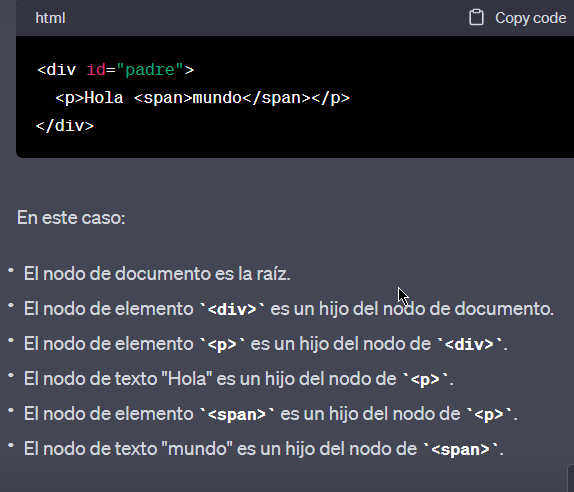 html Copy code
<div id="padre">
<p>Hola <span>mundo</span></p>
</div>
En este caso:
• El nodo de documento es la raíz.
• El nodo de elemento `<div>` es un hijo del nodo de documento.
• El nodo de elemento `<p>` es un hijo del nodo de `<div>`.
• El nodo de texto "Hola" es un hijo del nodo de `<p>`.
• El nodo de elemento `<span>` es un hijo del nodo de `<p>`.
• El nodo de texto "mundo" es un hijo del nodo de `<span>`.